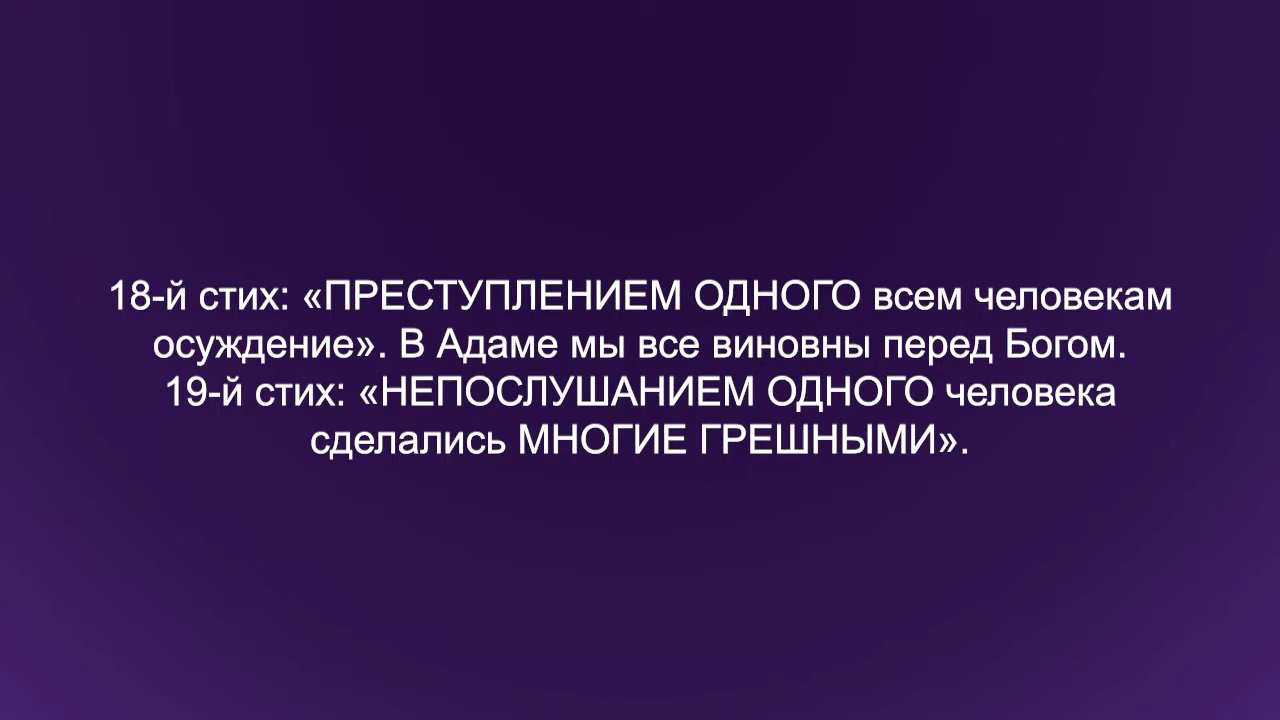 18-й стих: «ПРЕСТУПЛЕНИЕМ ОДНОГО всем человекам
осуждение». В Адаме мы все виновны перед Богом.
19-й стих: «НЕПОСЛУШАНИЕМ ОДНОГО человека
сделались МНОГИЕ ГРЕШНЫМИ».